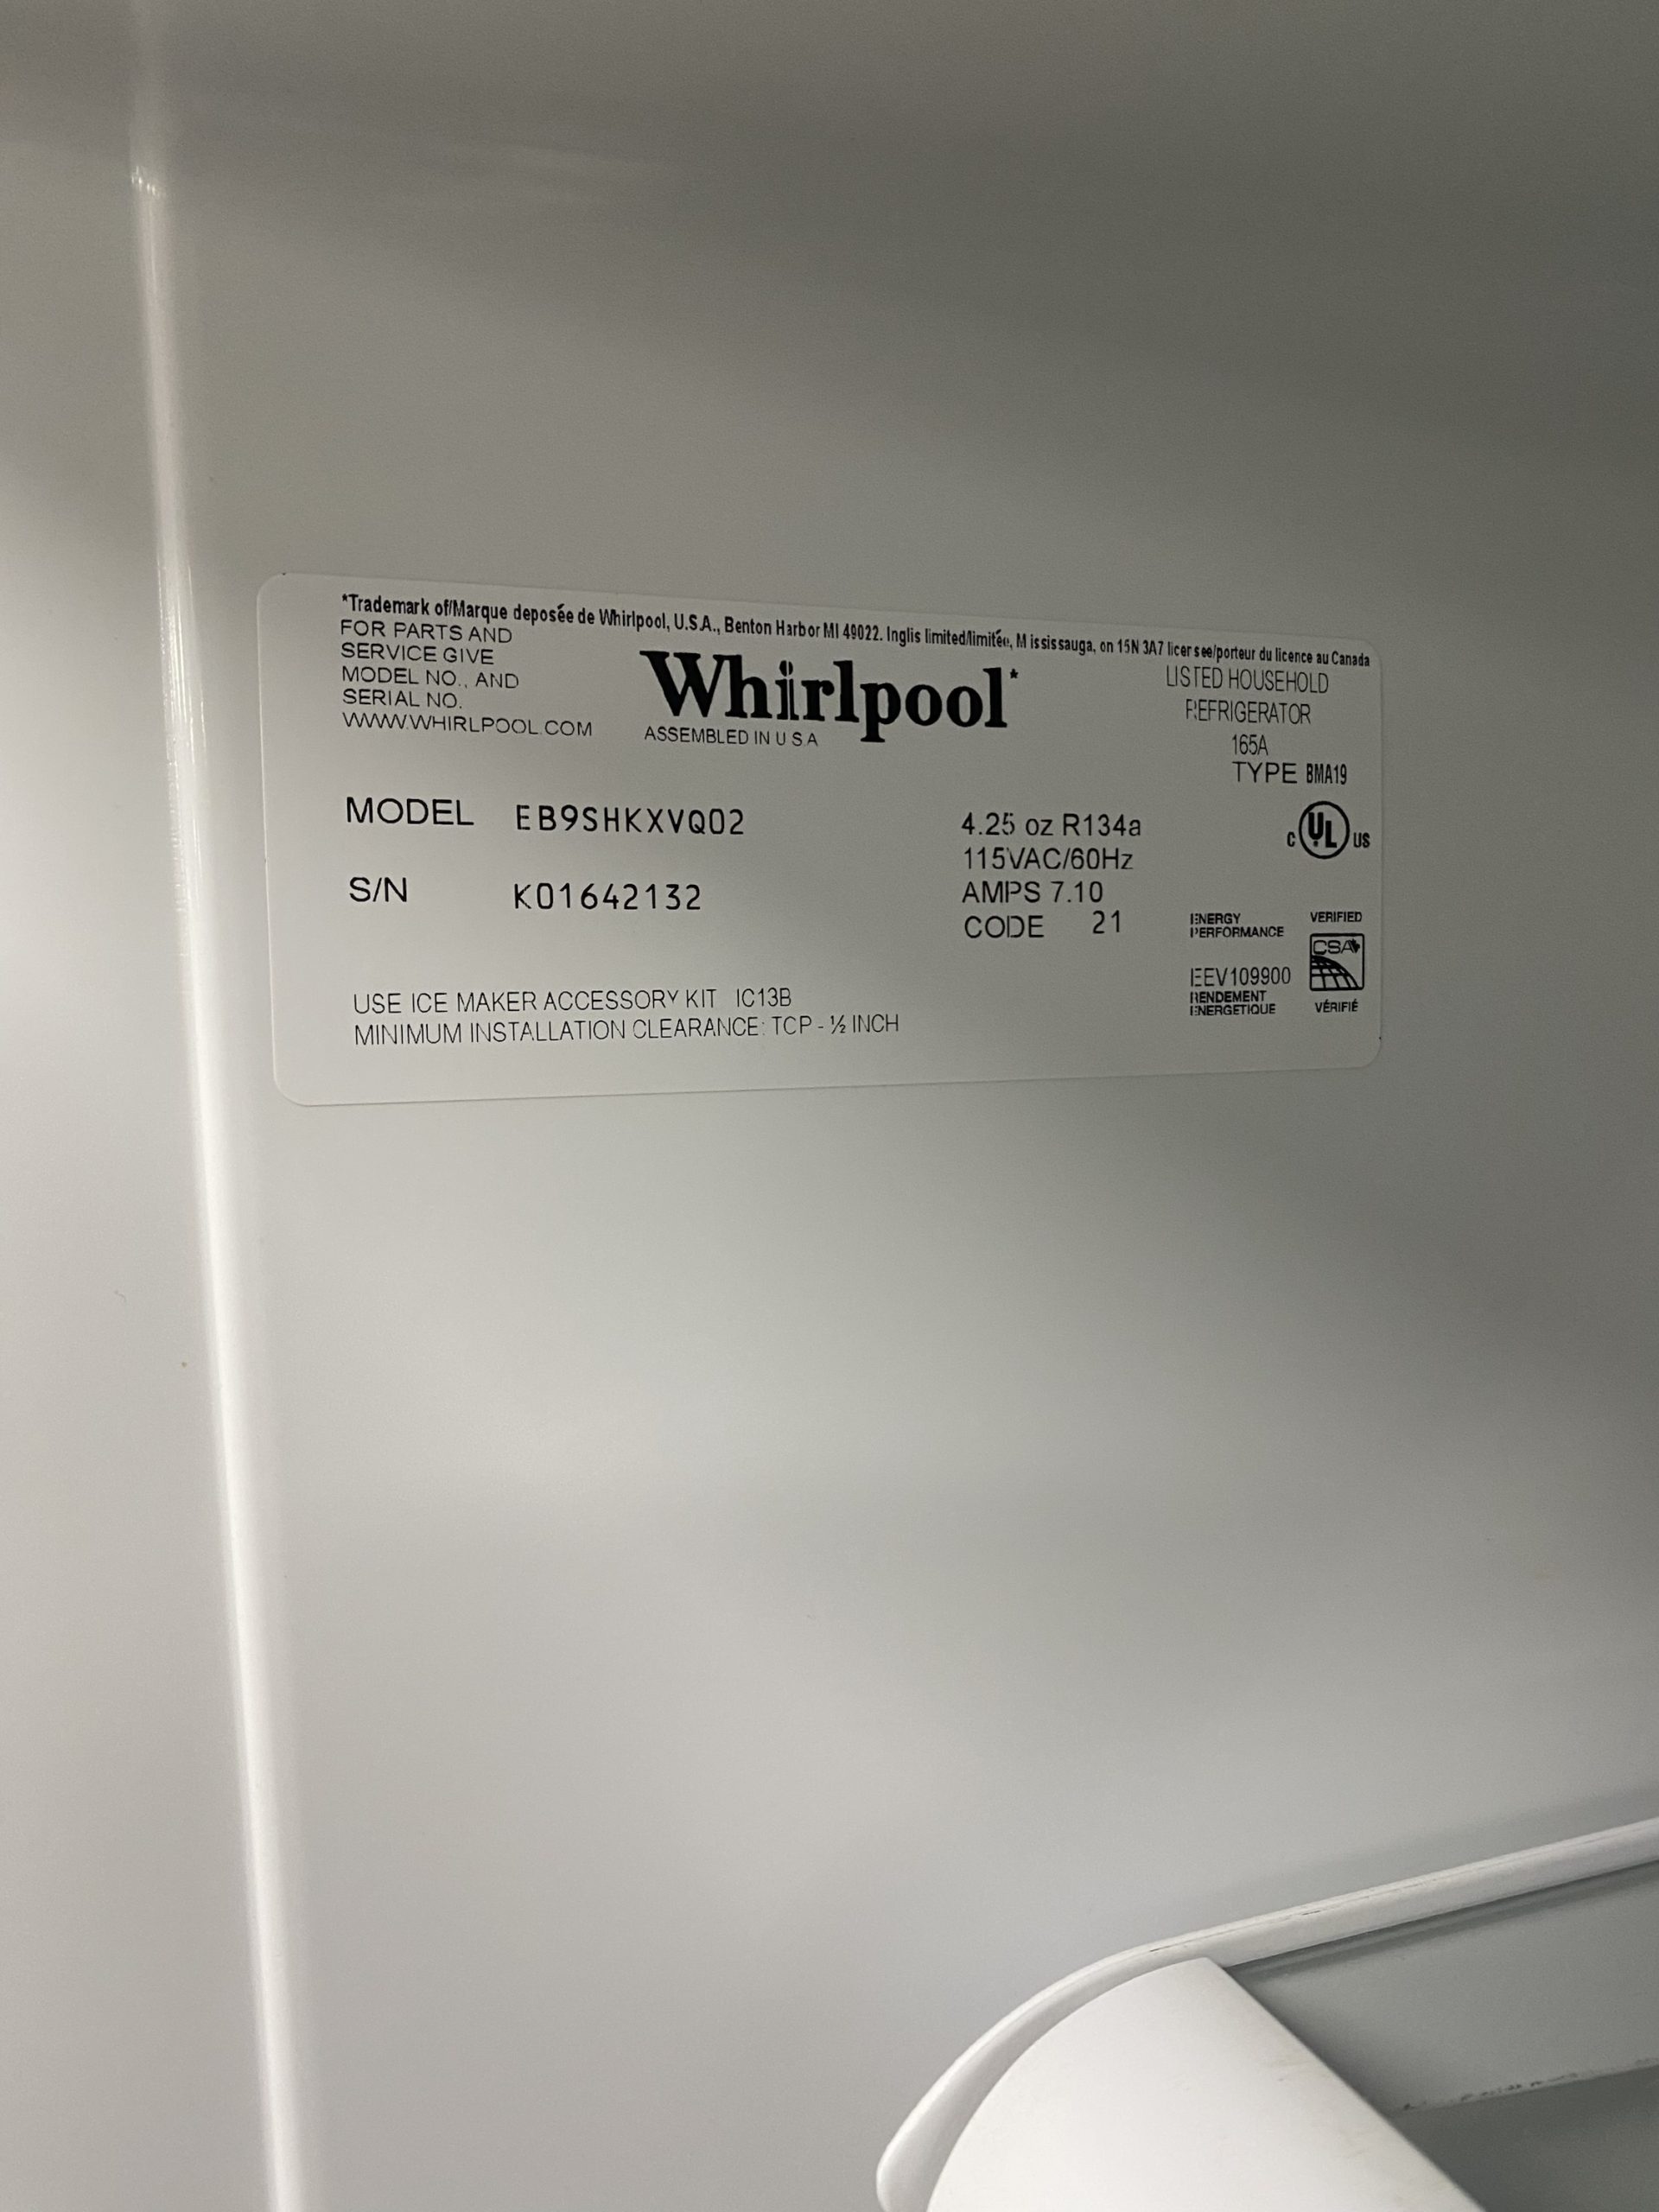 *Trademark of/Marque deposée de Whirlpool, U.S.A., Benton Harbor MI 49022. Inglis limited/limitée, Mississauga, on 15N 3A7 licensee/porteur du licence au Canada
FOR PARTS AND
SERVICE GIVE
MODEL NO., AND
SERIAL NO.
WWW.WHIRLPOOL.COM
Whirlpool*
ASSEMBLED IN U S A
LISTED HOUSEHOLD
REFRIGERATOR
165A
TYPE BMA19
MODEL EB9SHKXVQ02
S/N K01642132
4.25 oz R134a
115VAC/60Hz
AMPS 7.10
CODE 21
C UL US
ENERGY
PERFORMANCE
EEV109900
RENDEMENT
ENERGETIQUE
VERIFIED
CSA
VÉRIFIÉ
USE ICE MAKER ACCESSORY KIT IC13B
MINIMUM INSTALLATION CLEARANCE: TOP - ½ INCH